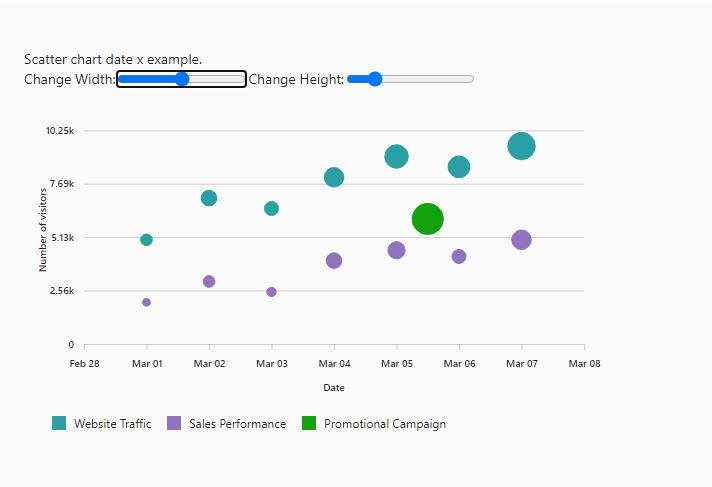 Scatter chart date x example.
Change Width: Change Height:
10.25k
7.69k
5.13k
2.56k
0
Number of visitors
Feb 28 Mar 01 Mar 02 Mar 03 Mar 04 Mar 05 Mar 06 Mar 07 Mar 08
Date
Website Traffic Sales Performance Promotional Campaign